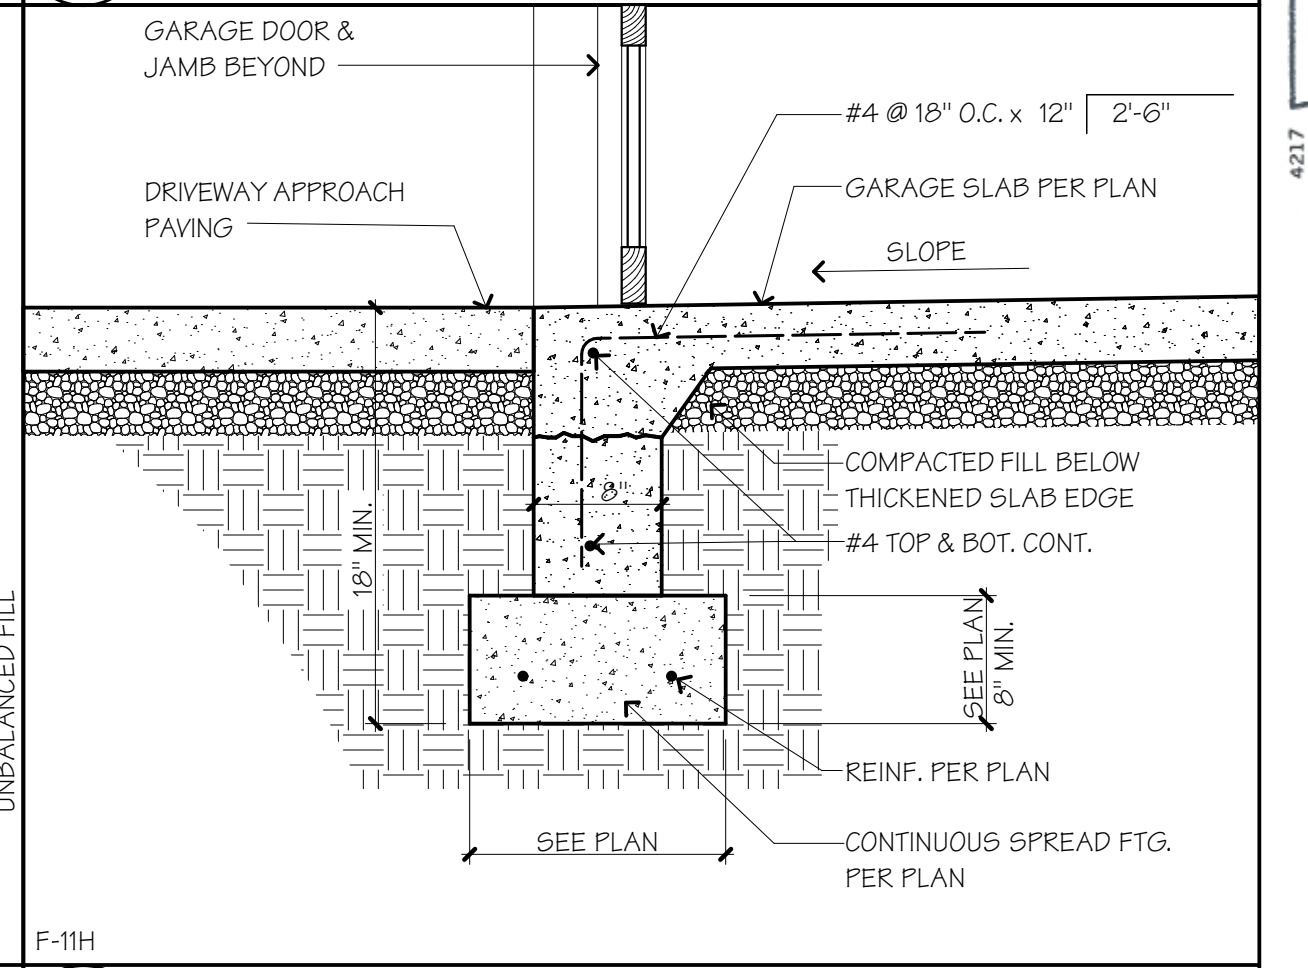 GARAGE DOOR &
JAMB BEYOND
#4 @ 18" O.C. x 12" 2'-6"
4217
DRIVEWAY APPROACH
PAVING
GARAGE SLAB PER PLAN
SLOPE
COMPACTED FILL BELOW
THICKENED SLAB EDGE
8"
18" MIN.
#4 TOP & BOT. CONT.
SEE PLAN
8" MIN.
UNBALANCED FILL
REINF. PER PLAN
SEE PLAN
CONTINUOUS SPREAD FTG.
PER PLAN
F-11H